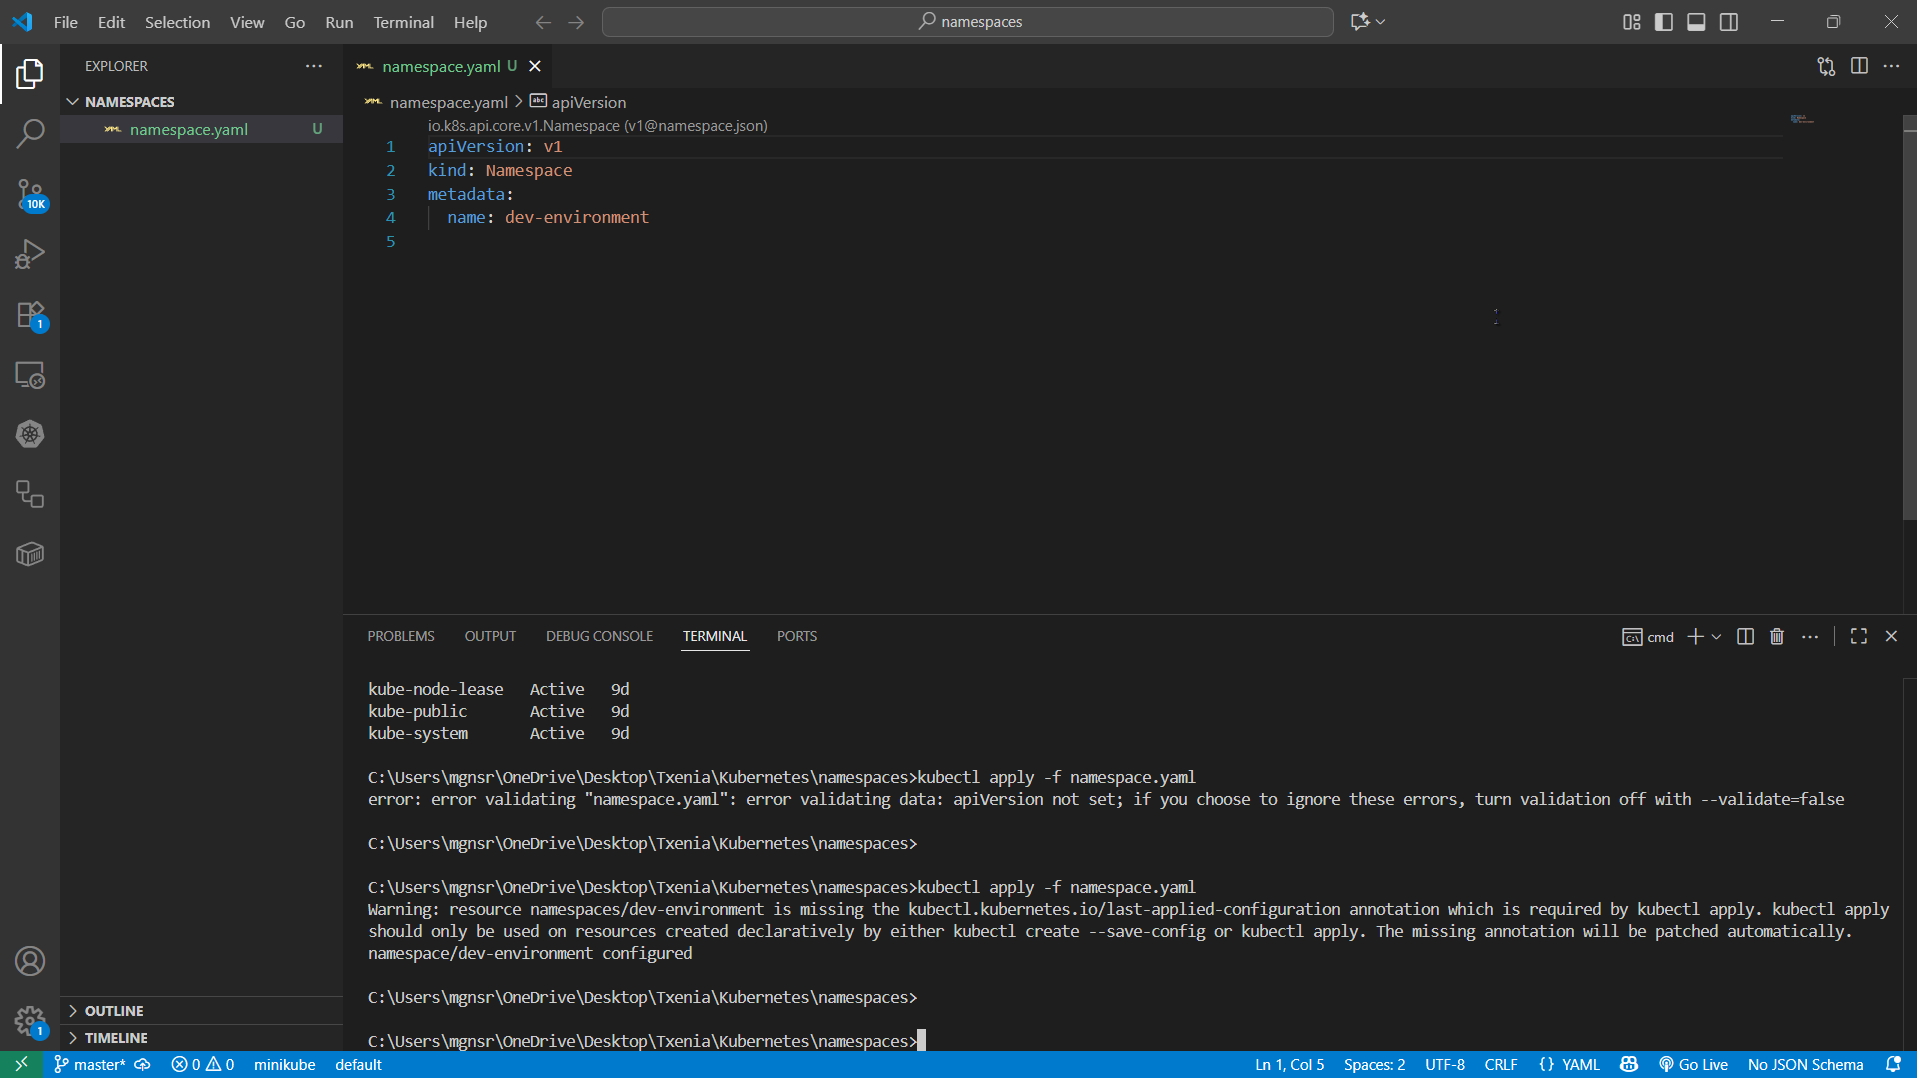 File Edit Selection View Go Run Terminal Help
namespaces
EXPLORER
NAMESPACES
namespace.yaml U
namespace.yaml U
namespace.yaml > apiVersion
io.k8s.api.core.v1.Namespace (v1@namespace.json)
1 apiVersion: v1
2 kind: Namespace
3 metadata:
4 name: dev-environment
5
10K
1
PROBLEMS OUTPUT DEBUG CONSOLE TERMINAL PORTS
cmd
kube-node-lease Active 9d
kube-public Active 9d
kube-system Active 9d
C:\Users\mgnsr\OneDrive\Desktop\Txenia\Kubernetes\namespaces>kubectl apply -f namespace.yaml
error: error validating "namespace.yaml": error validating data: apiVersion not set; if you choose to ignore these errors, turn validation off with --validate=false
C:\Users\mgnsr\OneDrive\Desktop\Txenia\Kubernetes\namespaces>
C:\Users\mgnsr\OneDrive\Desktop\Txenia\Kubernetes\namespaces>kubectl apply -f namespace.yaml
Warning: resource namespaces/dev-environment is missing the kubectl.kubernetes.io/last-applied-configuration annotation which is required by kubectl apply. kubectl apply
should only be used on resources created declaratively by either kubectl create --save-config or kubectl apply. The missing annotation will be patched automatically.
namespace/dev-environment configured
C:\Users\mgnsr\OneDrive\Desktop\Txenia\Kubernetes\namespaces>
C:\Users\mgnsr\OneDrive\Desktop\Txenia\Kubernetes\namespaces>
OUTLINE
TIMELINE
1
master* 0 0 minikube default
Ln 1, Col 5 Spaces: 2 UTF-8 CRLF {} YAML Go Live No JSON Schema